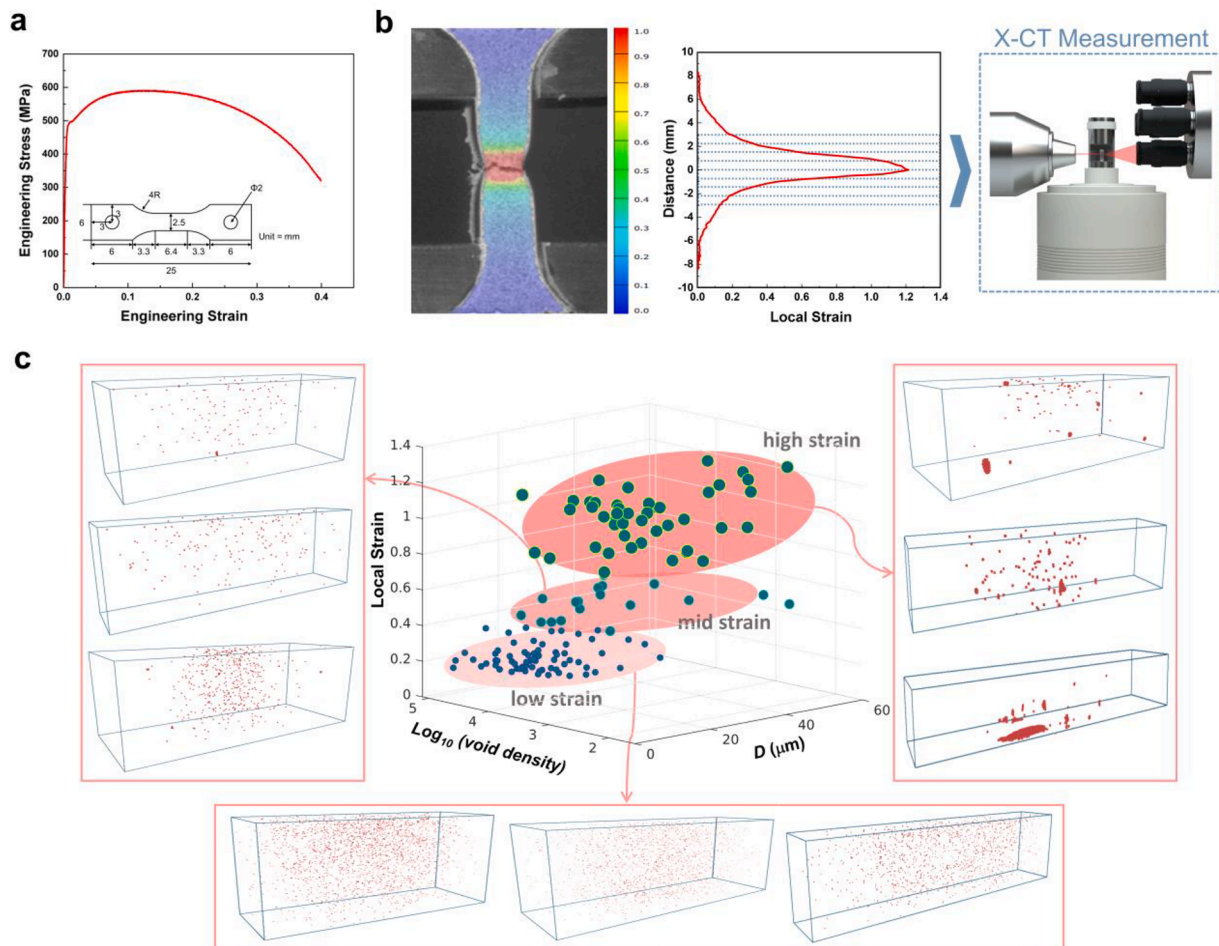 a
Engineering Stress (MPa)
700
600
500
400
300
200
100
0
0.0 0.1 0.2 0.3 0.4
Engineering Strain
4R
Φ2
6
3
3
2.5
Unit = mm
6 3.3 6.4 3.3 6
25
b
1.0
0.9
0.8
0.7
0.6
0.5
0.4
0.3
0.2
0.1
0.0
Distance (mm)
10
8
6
4
2
0
-2
-4
-6
-8
-10
0.0 0.2 0.4 0.6 0.8 1.0 1.2 1.4
Local Strain
X-CT Measurement
c
Local Strain
1.4
1.2
1
0.8
0.6
0.4
0.2
0
high strain
mid strain
low strain
5 4 3 2
Log10 (void density)
0 20 40 60
D (μm)